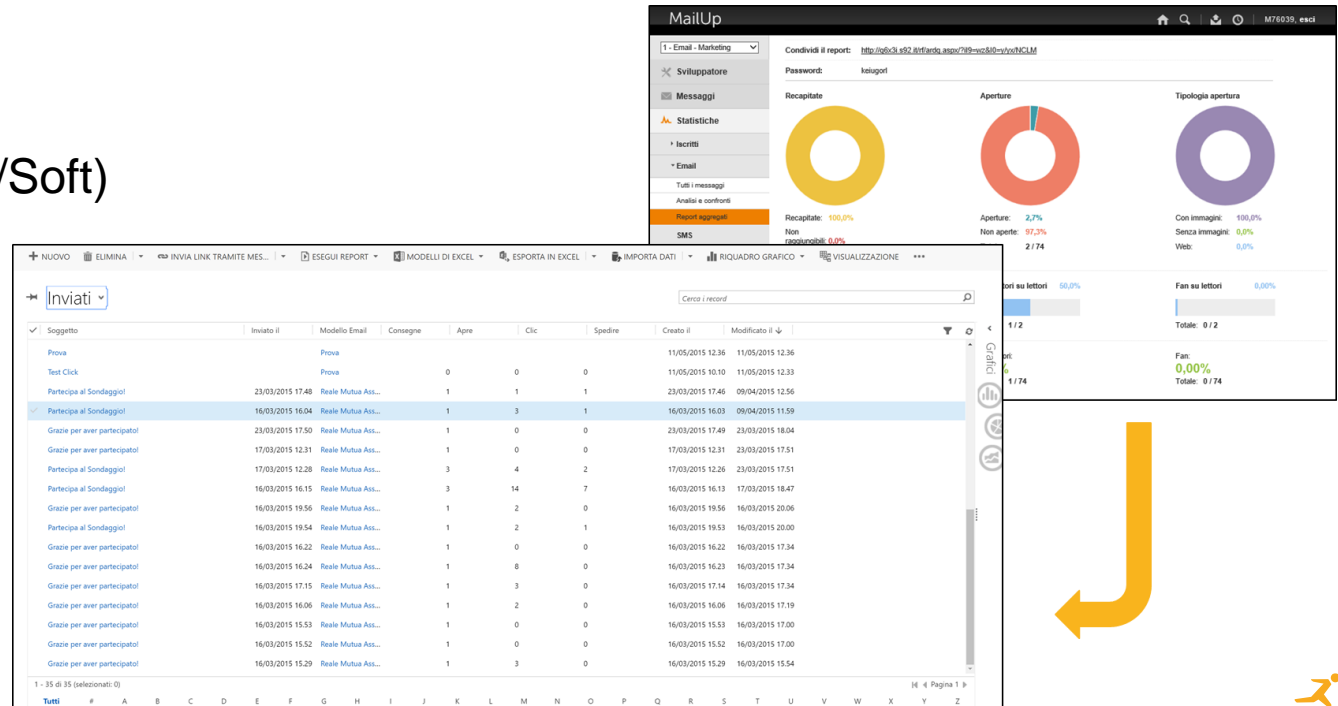 /Soft)
MailUp
M76039, esci
1 - Email - Marketing
Condividi il report: http://q6x3i.s92.it/rf/ardg.aspx/?il9=wz&l0=y/yx/NCLM
Password: keiugorl
Sviluppatore
Messaggi
Statistiche
Iscritti
Email
Tutti i messaggi
Analisi e confronti
Report aggregati
SMS
Recapitate Aperture Tipologia apertura
Recapitate: 100,0% Aperture: 2,7% Con immagini: 100,0%
Non Non aperte: 97,3% Senza immagini: 0,0%
raggiungibili: 0,0% 2 / 74 Web: 0,0%
tori su lettori 50,0% Fan su lettori 0,00%
1 / 2 Totale: 0 / 2
ori: Fan:
% 0,00%
1 / 74 Totale: 0 / 74
NUOVO ELIMINA INVIA LINK TRAMITE MES... ESEGUI REPORT MODELLI DI EXCEL ESPORTA IN EXCEL IMPORTA DATI RIQUADRO GRAFICO VISUALIZZAZIONE •••
Inviati
Cerca i record
Soggetto Inviato il Modello Email Consegne Apre Clic Spedire Creato il Modificato il
Prova Prova 11/05/2015 12.36 11/05/2015 12.36
Test Click Prova 0 0 0 11/05/2015 10.10 11/05/2015 12.33
Partecipa al Sondaggio! 23/03/2015 17.48 Reale Mutua Ass... 1 1 1 23/03/2015 17.46 09/04/2015 12.56
Partecipa al Sondaggio! 16/03/2015 16.04 Reale Mutua Ass... 1 3 1 16/03/2015 16.03 09/04/2015 11.59
Grazie per aver partecipato! 23/03/2015 17.50 Reale Mutua Ass... 1 0 0 23/03/2015 17.49 23/03/2015 18.04
Grazie per aver partecipato! 17/03/2015 12.31 Reale Mutua Ass... 1 0 0 17/03/2015 12.31 23/03/2015 17.51
Partecipa al Sondaggio! 17/03/2015 12.28 Reale Mutua Ass... 3 4 2 17/03/2015 12.26 23/03/2015 17.51
Partecipa al Sondaggio! 16/03/2015 16.15 Reale Mutua Ass... 3 14 7 16/03/2015 16.13 17/03/2015 18.47
Grazie per aver partecipato! 16/03/2015 19.56 Reale Mutua Ass... 1 2 0 16/03/2015 19.56 16/03/2015 20.06
Partecipa al Sondaggio! 16/03/2015 19.54 Reale Mutua Ass... 1 2 1 16/03/2015 19.53 16/03/2015 20.00
Grazie per aver partecipato! 16/03/2015 16.22 Reale Mutua Ass... 1 0 0 16/03/2015 16.22 16/03/2015 17.34
Grazie per aver partecipato! 16/03/2015 16.24 Reale Mutua Ass... 1 8 0 16/03/2015 16.23 16/03/2015 17.34
Grazie per aver partecipato! 16/03/2015 17.15 Reale Mutua Ass... 1 3 0 16/03/2015 17.14 16/03/2015 17.34
Grazie per aver partecipato! 16/03/2015 16.06 Reale Mutua Ass... 1 2 0 16/03/2015 16.06 16/03/2015 17.19
Grazie per aver partecipato! 16/03/2015 15.53 Reale Mutua Ass... 1 0 0 16/03/2015 15.53 16/03/2015 17.00
Grazie per aver partecipato! 16/03/2015 15.52 Reale Mutua Ass... 1 0 0 16/03/2015 15.52 16/03/2015 17.00
Grazie per aver partecipato! 16/03/2015 15.29 Reale Mutua Ass... 1 3 0 16/03/2015 15.29 16/03/2015 15.54
Grafici
1 - 35 di 35 (selezionati: 0) Pagina 1
Tutti # A B C D E F G H I J K L M N O P Q R S T U V W X Y Z